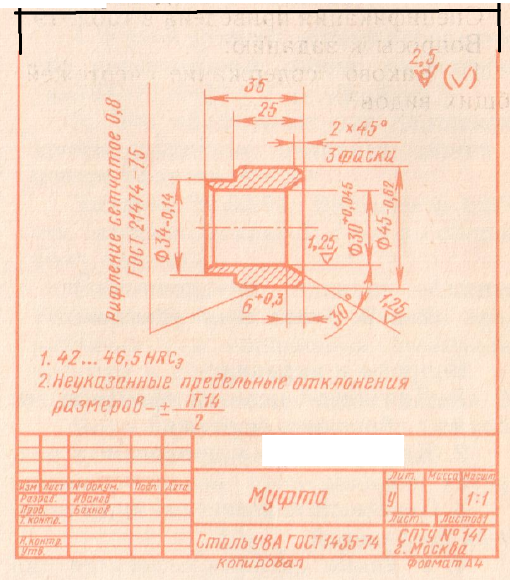 2,5
(√)
35
25
2×45°
3 фаски
Рифление сетчатое 0,8
ГОСТ 21474-75
Ф34-0,14
1,25
Ф30+0,045
Ф45-0,62
6+0,3
30°
1,25
1. 42...46,5 HRCэ
2. Неуказанные предельные отклонения
размеров - ± IT14
2
Изм Лист № докум. Подп. Дата
Разраб. Иванов
Пров. Бахнов
Т.контр.
Н.контр.
Утв.
Муфта
Сталь У8А ГОСТ 1435-74
Лит. Масса Масшт
У 1:1
Лист Листов 1
СПТУ № 147
г. Москва
Копировал Формат А4